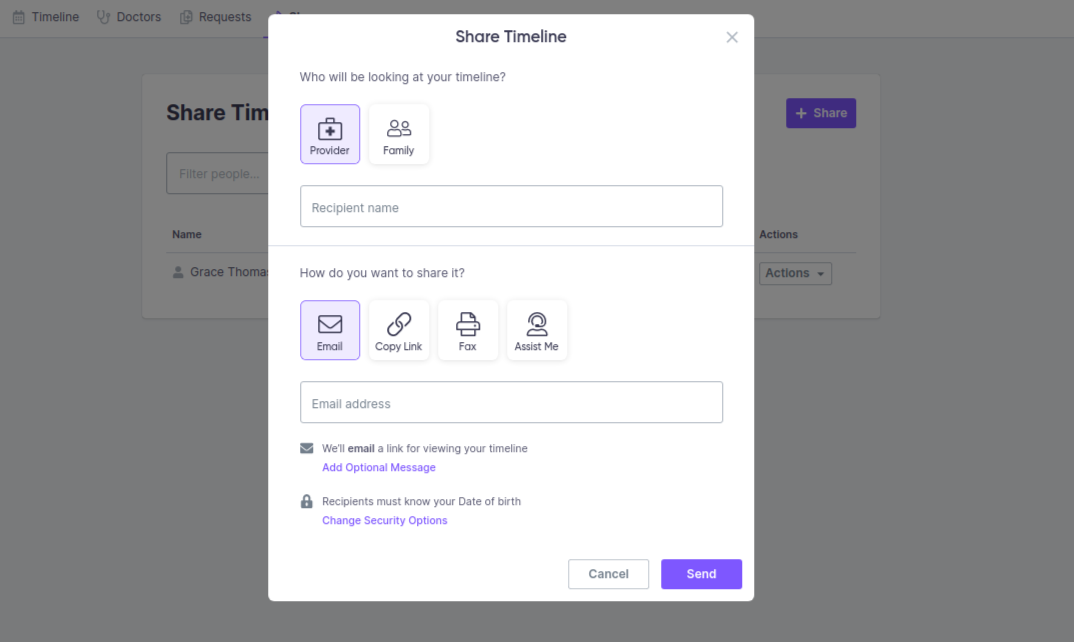 Timeline Doctors Requests
Share Timeline
Who will be looking at your timeline?
Share Tim
Share
Provider Family
Filter people...
Recipient name
Name Actions
How do you want to share it?
Grace Thomas Actions
Email Copy Link Fax Assist Me
Email address
We'll email a link for viewing your timeline
Add Optional Message
Recipients must know your Date of birth
Change Security Options
Cancel Send